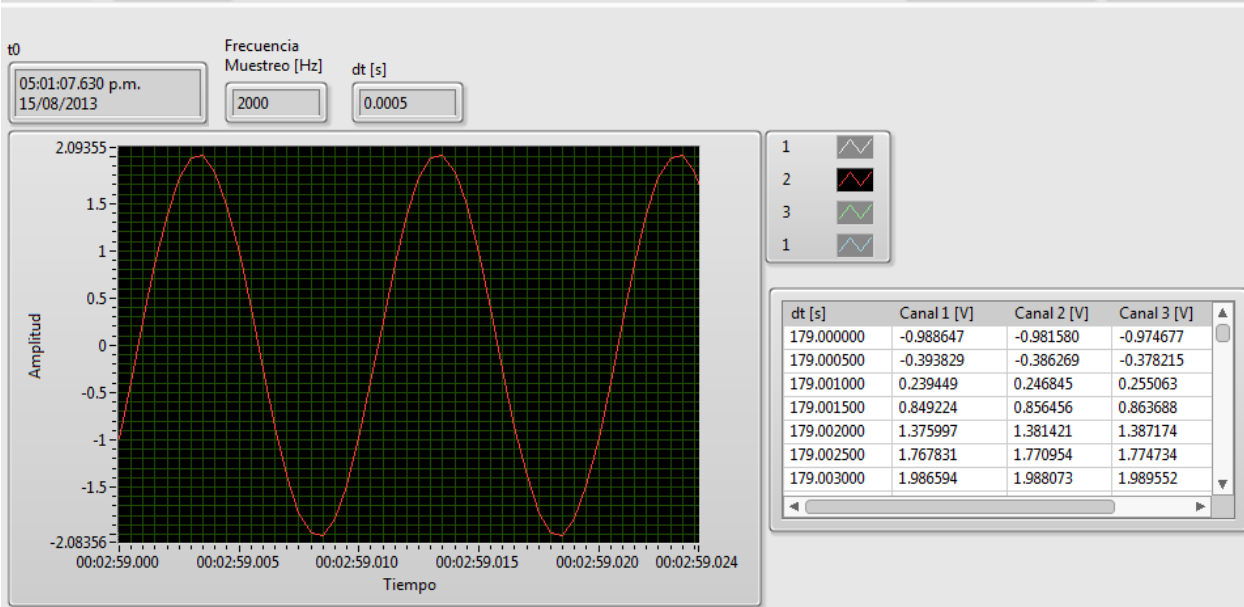 t0
05:01:07.630 p.m.
15/08/2013
Frecuencia
Muestreo [Hz]
2000
dt [s]
0.0005
Amplitud
2.09355
1.5
1
0.5
0
-0.5
-1
-1.5
-2.08356
00:02:59.000 00:02:59.005 00:02:59.010 00:02:59.015 00:02:59.020 00:02:59.024
Tiempo
1
2
3
1
dt [s] Canal 1 [V] Canal 2 [V] Canal 3 [V]
179.000000 -0.988647 -0.981580 -0.974677
179.000500 -0.393829 -0.386269 -0.378215
179.001000 0.239449 0.246845 0.255063
179.001500 0.849224 0.856456 0.863688
179.002000 1.375997 1.381421 1.387174
179.002500 1.767831 1.770954 1.774734
179.003000 1.986594 1.988073 1.989552